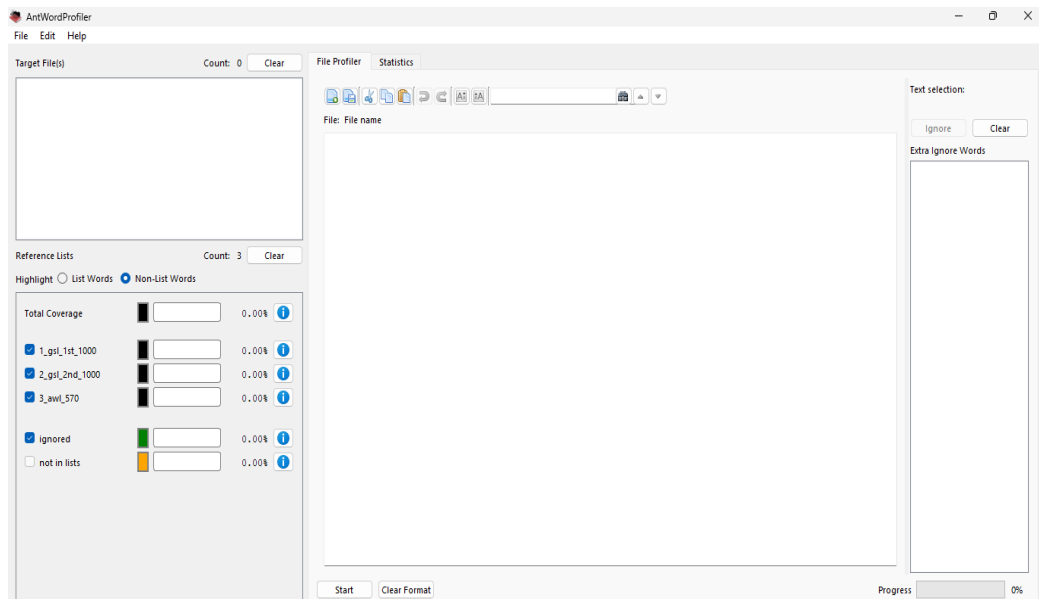 AntWordProfiler
File Edit Help
Target File(s) Count: 0 Clear
File Profiler Statistics
File: File name
Text selection:
Ignore Clear
Extra Ignore Words
Reference Lists Count: 3 Clear
Highlight List Words Non-List Words
Total Coverage 0.00%
1_gsl_1st_1000 0.00%
2_gsl_2nd_1000 0.00%
3_awl_570 0.00%
ignored 0.00%
not in lists 0.00%
Start Clear Format Progress 0%